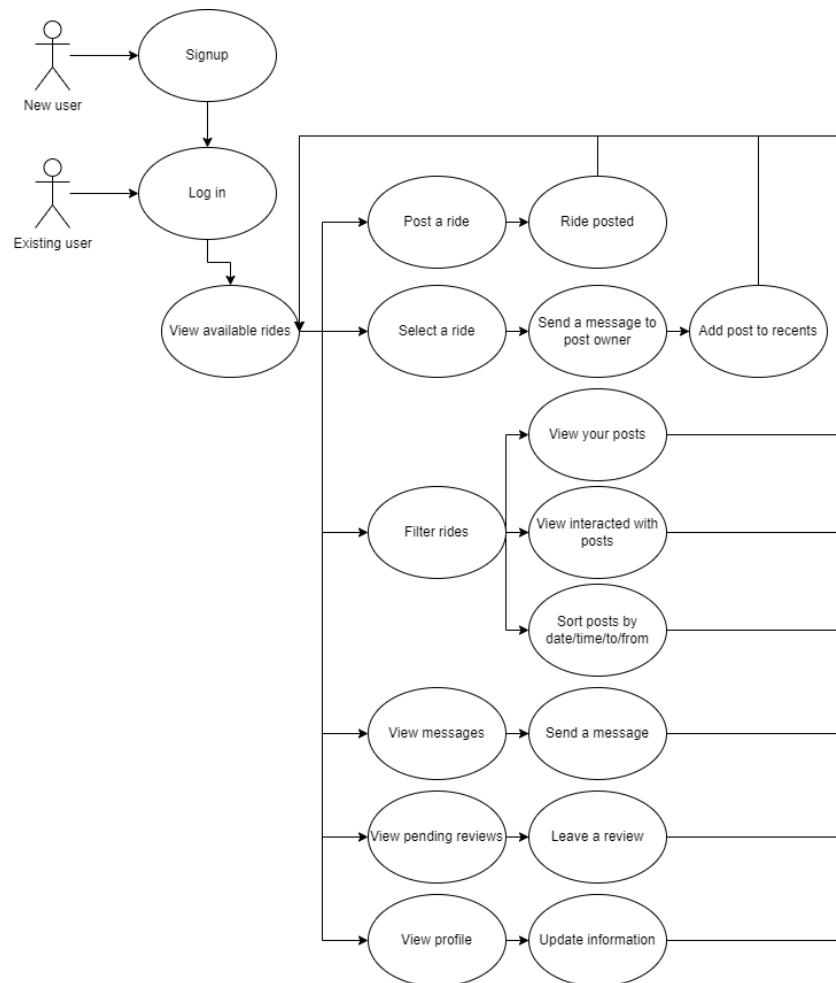 Signup
New user
Log in
Existing user
Post a ride
Ride posted
View available rides
Select a ride
Send a message to
post owner
Add post to recents
View your posts
Filter rides
View interacted with
posts
Sort posts by
date/time/to/from
View messages
Send a message
View pending reviews
Leave a review
View profile
Update information